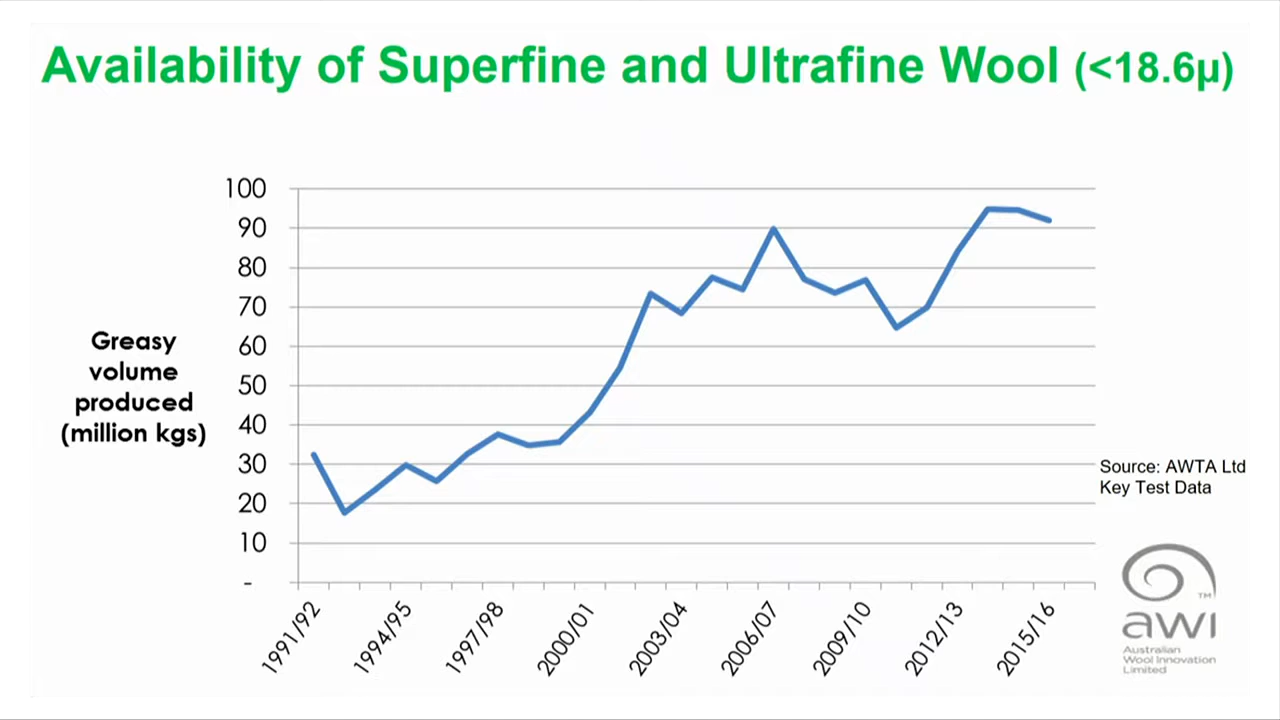 Availability of Superfine and Ultrafine Wool (<18.6µ)
100
90
80
70
60
50
40
30
20
10
-
Greasy
volume
produced
(million kgs)
1991/92
1994/95
1997/98
2000/01
2003/04
2006/07
2009/10
2012/13
2015/16
Source: AWTA Ltd
Key Test Data
TM
awi
Australian
Wool Innovation
Limited